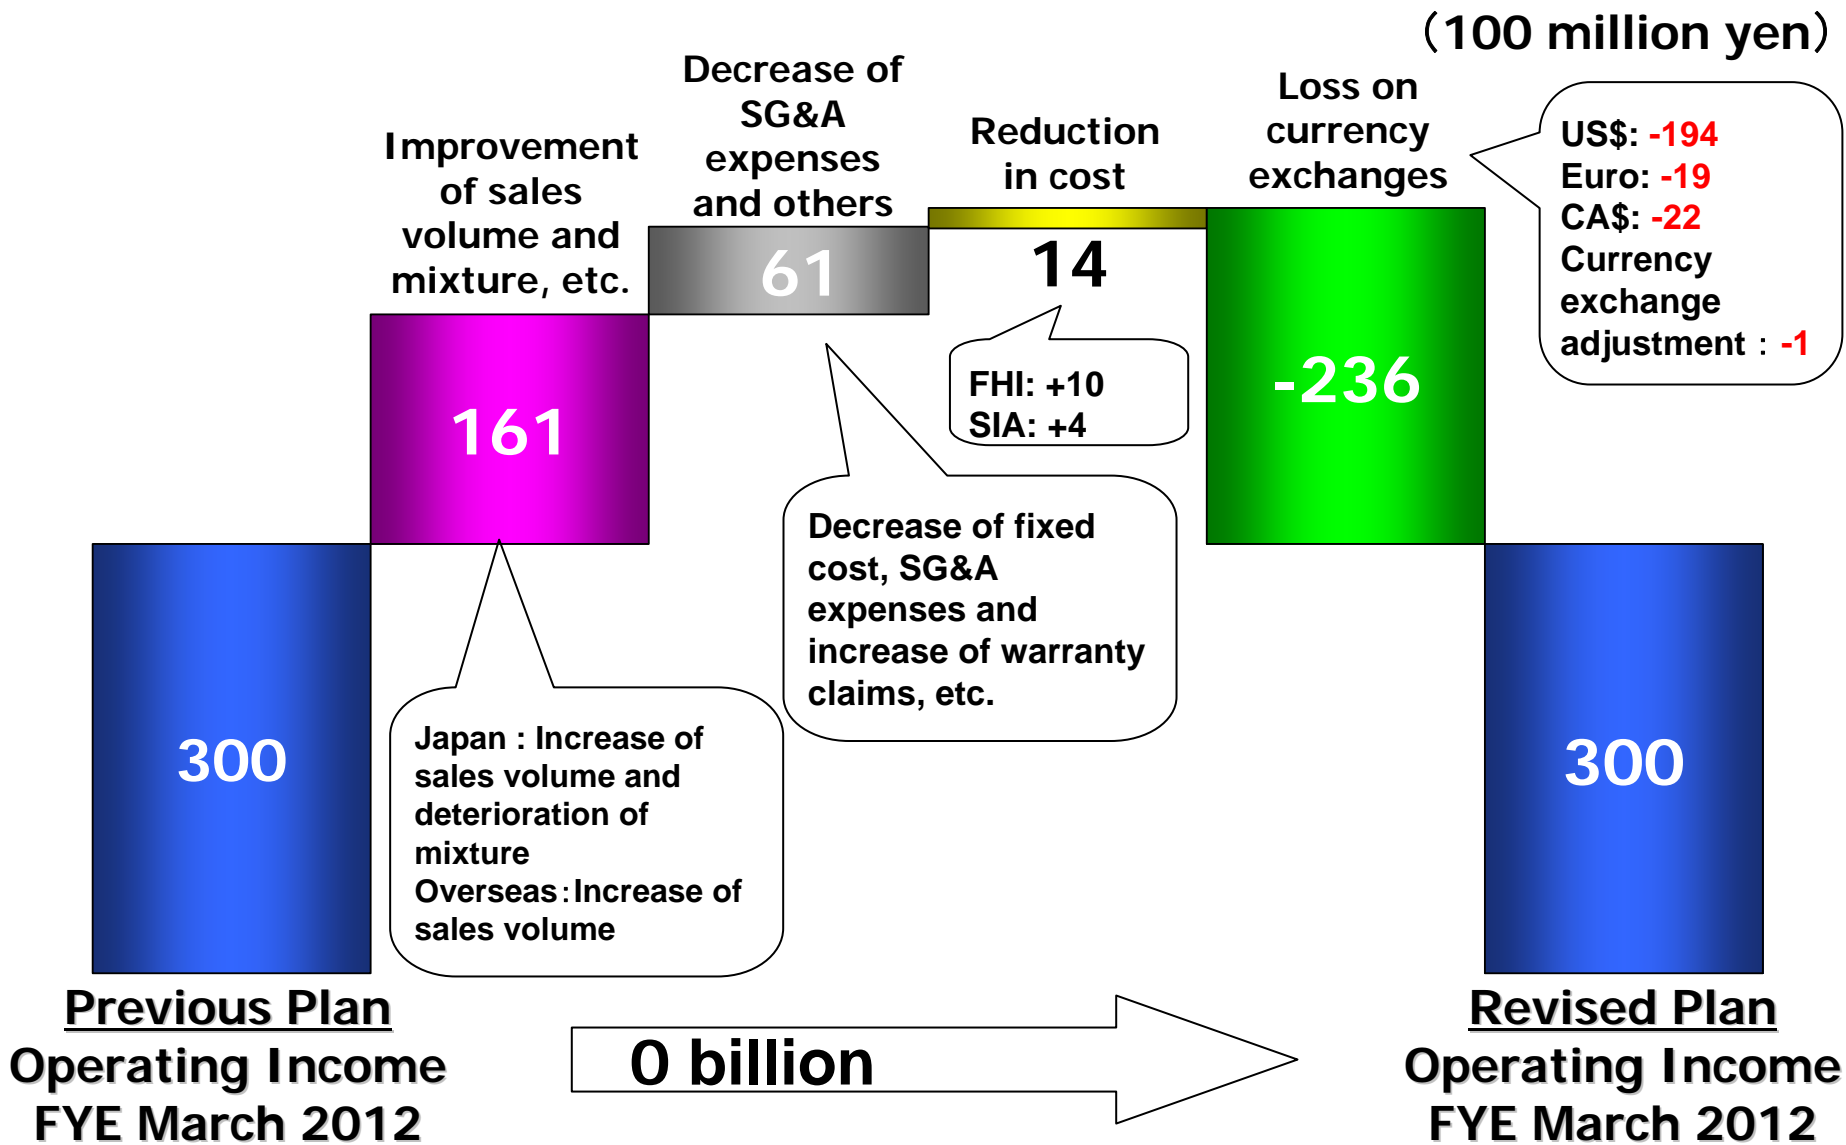 （100 million yen）
Improvement
of sales
volume and
mixture, etc.
Decrease of
SG&A
expenses
and others
Reduction
in cost
Loss on
currency
exchanges
US$: -194
Euro: -19
CA$: -22
Currency
exchange
adjustment：-1
161
61
14
-236
FHI: +10
SIA: +4
Decrease of fixed
cost, SG&A
expenses and
increase of warranty
claims, etc.
Japan : Increase of
sales volume and
deterioration of
mixture
Overseas：Increase of
sales volume
300
300
Previous Plan
Operating Income
FYE March 2012
0 billion
Revised Plan
Operating Income
FYE March 2012